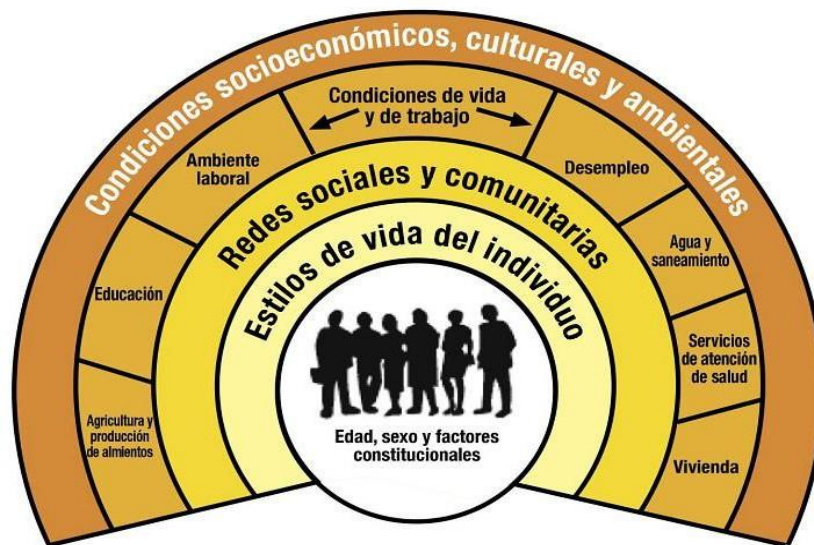 Condiciones socioeconómicos, culturales y ambientales
Condiciones de vida
y de trabajo
Ambiente
laboral
Desempleo
Educación
Agua y
saneamiento
Agricultura y
producción
de almientos
Servicios
de atención
de salud
Vivienda
Redes sociales y comunitarias
Estilos de vida del individuo
Edad, sexo y factores
constitucionales